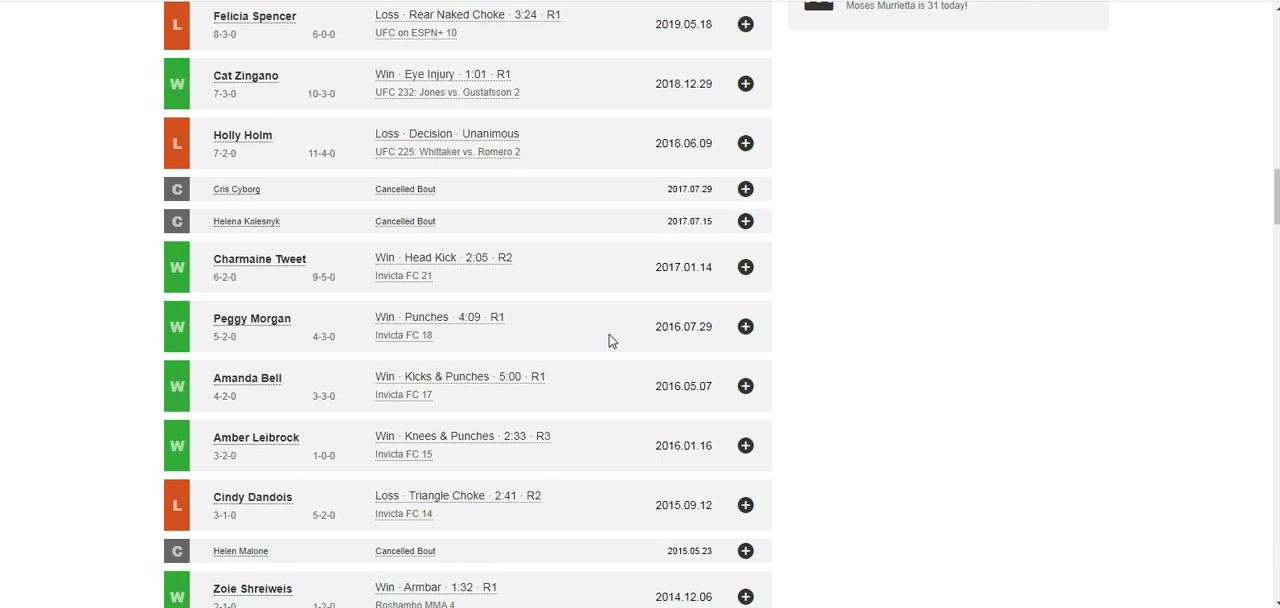 Moses Murrietta is 31 today!
L
Felicia Spencer
Loss · Rear Naked Choke · 3:24 · R1
8-3-0
6-0-0
UFC on ESPN+ 10
2019.05.18
W
Cat Zingano
Win · Eye Injury · 1:01 · R1
7-3-0
10-3-0
UFC 232: Jones vs. Gustafsson 2
2018.12.29
L
Holly Holm
Loss · Decision · Unanimous
7-2-0
11-4-0
UFC 225: Whittaker vs. Romero 2
2018.06.09
C
Cris Cyborg
Cancelled Bout
2017.07.29
C
Helena Kolesnyk
Cancelled Bout
2017.07.15
W
Charmaine Tweet
Win · Head Kick · 2:05 · R2
6-2-0
9-5-0
Invicta FC 21
2017.01.14
W
Peggy Morgan
Win · Punches · 4:09 · R1
5-2-0
4-3-0
Invicta FC 18
2016.07.29
W
Amanda Bell
Win · Kicks & Punches · 5:00 · R1
4-2-0
3-3-0
Invicta FC 17
2016.05.07
W
Amber Leibrock
Win · Knees & Punches · 2:33 · R3
3-2-0
1-0-0
Invicta FC 15
2016.01.16
L
Cindy Dandois
Loss · Triangle Choke · 2:41 · R2
3-1-0
5-2-0
Invicta FC 14
2015.09.12
C
Helen Malone
Cancelled Bout
2015.05.23
W
Zoie Shreiweis
Win · Armbar · 1:32 · R1
2-1-0
1-2-0
Roshambo MMA 4
2014.12.06